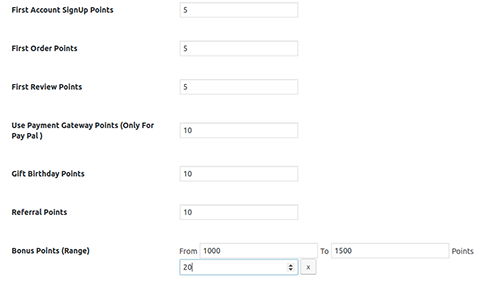 First Account SignUp Points 5
First Order Points 5
First Review Points 5
Use Payment Gateway Points (Only For
Pay Pal ) 10
Gift Birthday Points 10
Referral Points 10
Bonus Points (Range) From 1000 To 1500 Points
20 x